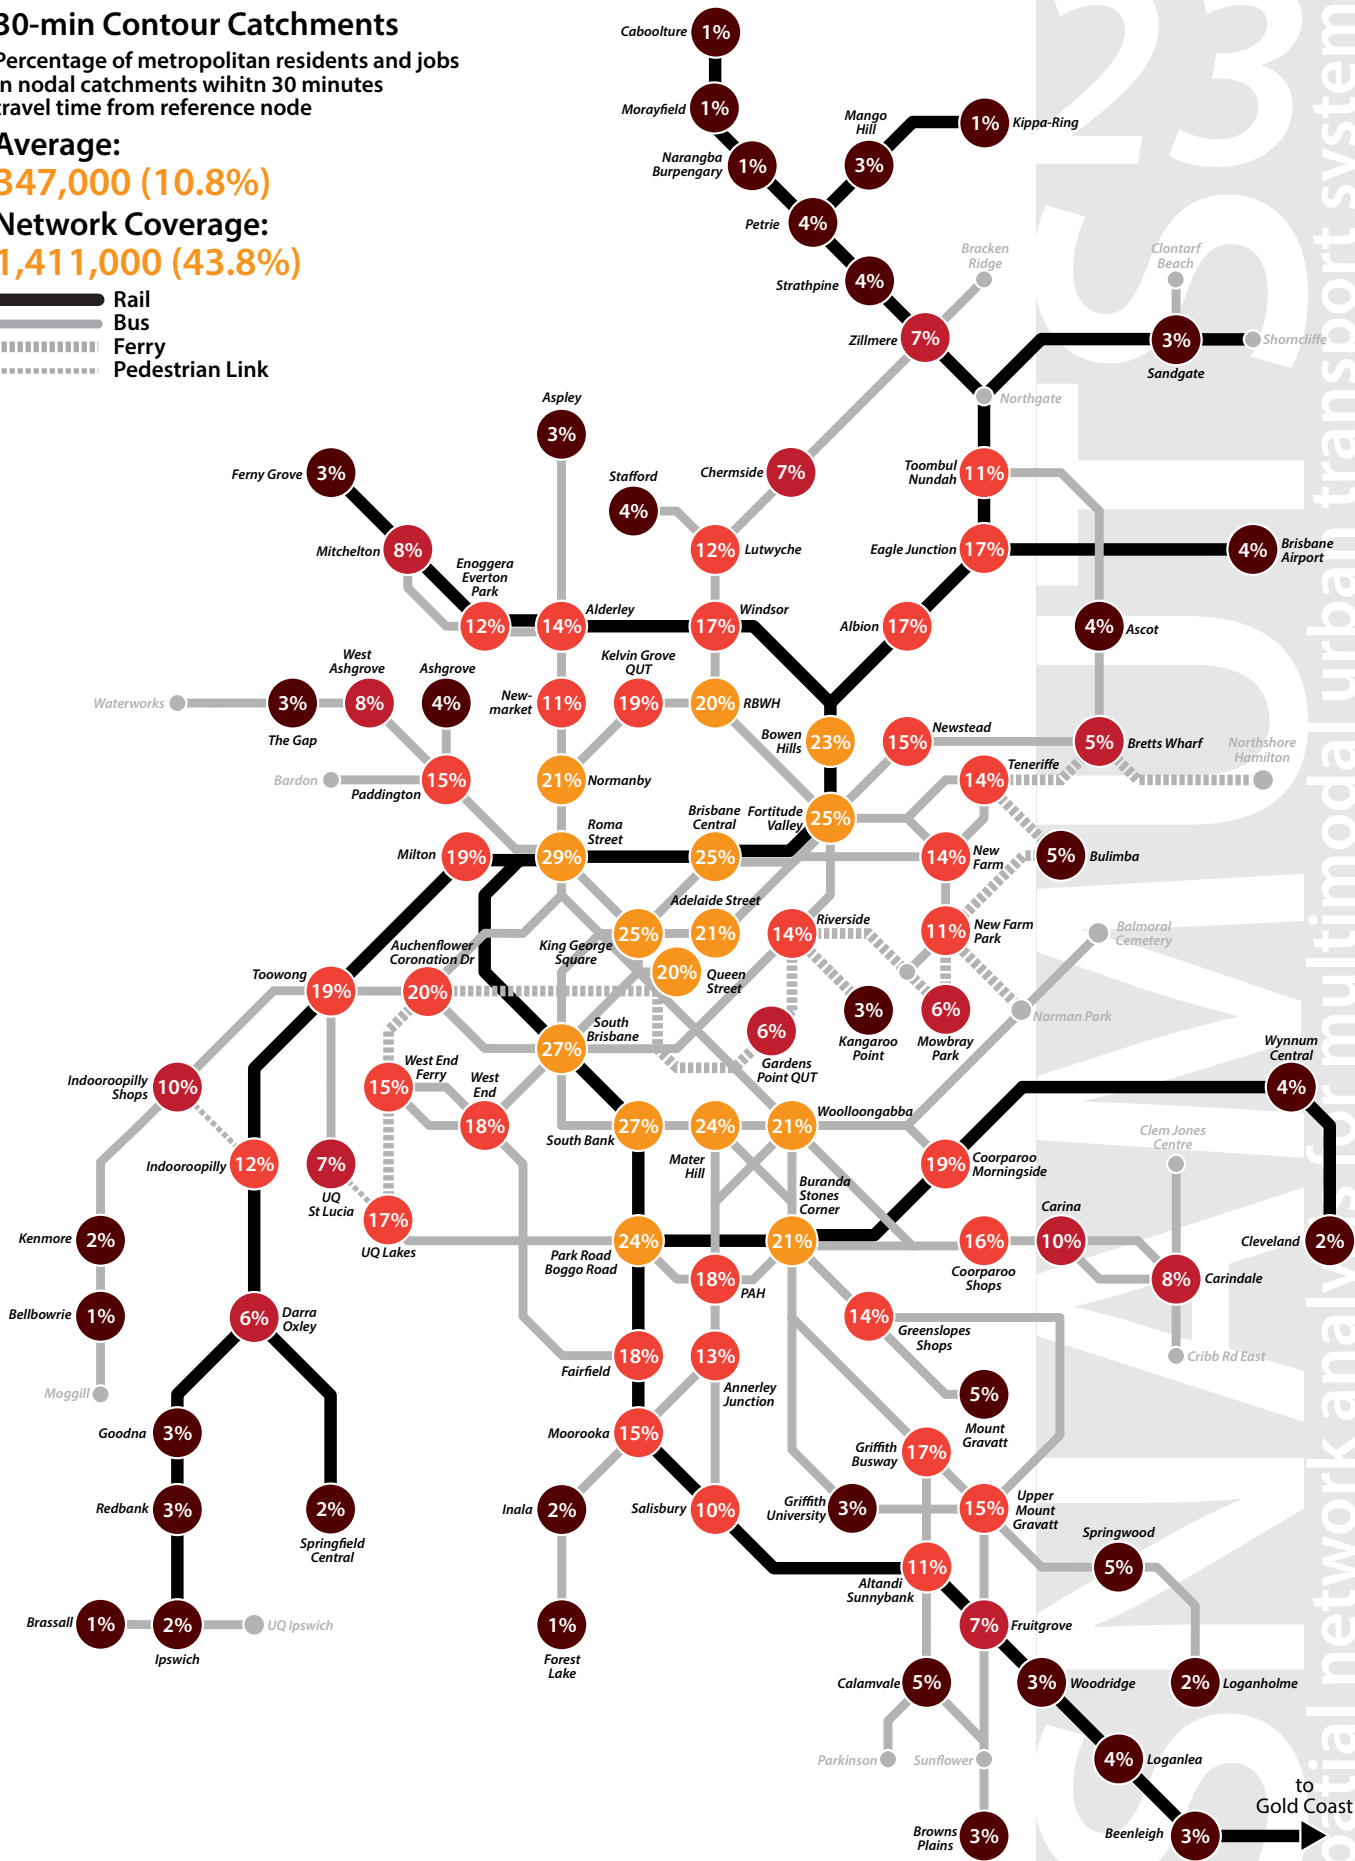 30-min Contour Catchments
Percentage of metropolitan residents and jobs
in nodal catchments wihitn 30 minutes
travel time from reference node
Average:
347,000 (10.8%)
Network Coverage:
1,411,000 (43.8%)
Rail
Bus
Ferry
Pedestrian Link
Caboolture 1%
Morayfield 1%
Narangba
Burpengary 1%
Mango
Hill
3%
1% Kippa-Ring
Petrie 4%
Strathpine 4%
Bracken
Ridge
Clontarf
Beach
Zillmere 7%
3%
Sandgate
Shorncliffe
Northgate
Aspley
3%
Ferny Grove 3%
Stafford
4%
Chermside 7%
Toombul
Nundah 11%
Mitchelton 8%
12% Lutwyche
Eagle Junction 17%
4% Brisbane
Airport
Enoggera
Everton
Park
12%
14% Alderley
17% Windsor
Albion 17%
4% Ascot
Waterworks
3%
The Gap
West
Ashgrove
8%
Ashgrove
4%
New-
market 11%
Kelvin Grove
QUT
19%
20% RBWH
Bowen
Hills 23%
15% Newstead
5% Bretts Wharf
Northshore
Hamilton
Bardon
Paddington 15%
21% Normanby
14% Teneriffe
Milton 19%
Roma
Street
29%
Brisbane
Central
25%
Fortitude
Valley
25%
14% New
Farm
5% Bulimba
Adelaide Street
21%
King George
Square
25%
20% Queen
Street
14% Riverside
11% New Farm
Park
Balmoral
Cemetery
Auchenflower
Coronation Dr
20%
Toowong
19%
3%
Kangaroo
Point
6%
Mowbray
Park
Norman Park
South
Brisbane
27%
6%
Gardens
Point QUT
Wynnum
Central
4%
Indooroopilly
Shops 10%
West End
Ferry
15%
West
End
18%
South Bank 27%
24%
Mater
Hill
21% Woolloongabba
Clem Jones
Centre
Indooroopilly 12%
7%
UQ
St Lucia
17%
UQ Lakes
19% Coorparoo
Morningside
Buranda
Stones
Corner
21%
Kenmore 2%
24%
Park Road
Boggo Road
16%
Coorparoo
Shops
Carina
10%
Cleveland 2%
18% PAH
8% Carindale
Bellbowrie 1%
6% Darra
Oxley
14%
Greenslopes
Shops
Cribb Rd East
Moggill
18%
Fairfield
13%
Annerley
Junction
5%
Mount
Gravatt
Goodna 3%
Moorooka 15%
Griffith
Busway 17%
Redbank 3%
2%
Springfield
Central
Inala 2%
Salisbury 10%
Griffith
University 3%
15% Upper
Mount
Gravatt
Springwood
5%
11%
Altandi
Sunnybank
Brassall 1%
2%
Ipswich
UQ Ipswich
1%
Forest
Lake
7% Fruitgrove
Calamvale 5%
3% Woodridge
2% Loganholme
Parkinson
Sunflower
4% Loganlea
Browns
Plains 3%
Beenleigh 3%
to
Gold Coast
23
SNAMUTS
spatial network analysis for multimodal urban transport systems